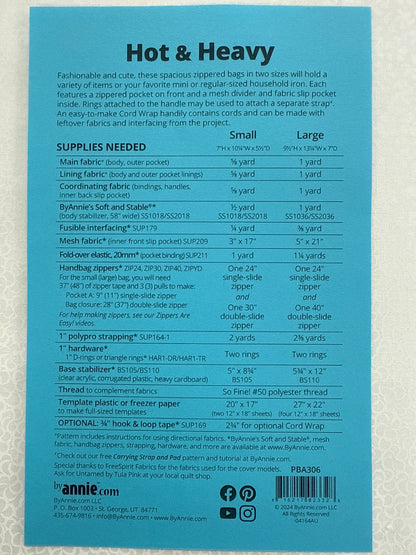 Hot & Heavy
Fashionable and cute, these spacious zippered bags in two sizes will hold a
variety of items or your favorite mini or regular-sized household iron. Each
features a zippered pocket on front and a mesh divider and fabric slip pocket
inside. Rings attached to the handle may be used to attach a separate strap*.
An easy-to-make Cord Wrap handily contains cords and can be made with
leftover fabrics and interfacing from the project.
Small Large
SUPPLIES NEEDED 7"H x 10¼"W x 5½"D 9½"H x 13¼"W x 7"D
Main fabric* (body, outer pocket) ⅝ yard 1 yard
Lining fabric* (body and outer pocket linings) ⅝ yard 1 yard
Coordinating fabric (bindings, handles,
inner back slip pocket) ⅝ yard 1 yard
ByAnnie's Soft and Stable®* ½ yard 1 yard
(body stabilizer, 58" wide) SS1018/SS2018 SS1018/SS2018 SS1036/SS2036
Fusible interfacing* SUP179 ¼ yard ⅜ yard
Mesh fabric* (inner front slip pocket) SUP209 3" x 17" 5" x 21"
Fold-over elastic, 20mm* (pocket binding) SUP211 1 yard 1¼ yards
Handbag zippers* ZIP24, ZIP30, ZIP40, ZIPYD
For the small (large) bag, you will need
37" (48") of zipper tape and 3 (3) pulls to make:
Pocket A: 9" (11") single-slide zipper
Bag closure: 28" (37") double-slide zipper
For help making zippers, see our Zippers Are
Easy! videos.
One 24"
single-slide
zipper
and
One 30"
double-slide
zipper
One 24"
single-slide
zipper
and
One 40"
double-slide
zipper
1" polypro strapping* SUP164-1 2 yards 2⅜ yards
1" hardware*
1" D-rings or triangle rings* HAR1-DR/HAR1-TR Two rings Two rings
Base stabilizer* BS105/BS110 5" x 8¾" 5¾" x 12"
(clear acrylic, corrugated plastic, heavy cardboard) BS105 BS110
Thread to complement fabrics So Fine! #50 polyester thread
Template plastic or freezer paper 20" x 17" 27" x 22"
to make full-sized templates (two 12" x 18" sheets) (four 12" x 18" sheets)
OPTIONAL: ¾" hook & loop tape* SUP169 2¾" for optional Cord Wrap
*Pattern includes instructions for using directional fabrics. *ByAnnie's Soft and Stable®, mesh
fabric, handbag zippers, strapping, hardware, and more are available at www.ByAnnie.com.
*Check out our free Carrying Strap and Pad pattern and tutorial at ByAnnie.com.
Special thanks to FreeSpirit Fabrics for the fabrics used for the cover models.
Ask for Untamed by Tula Pink at your local quilt shop.
PBA306
byannie.com
ByAnnie.com LLC
P.O. Box 1003 • St. George, UT 84771
435-674-9816 • Info@ByAnnie.com
© 2024 ByAnnie.com LLC
All Rights Reserved
04164AU